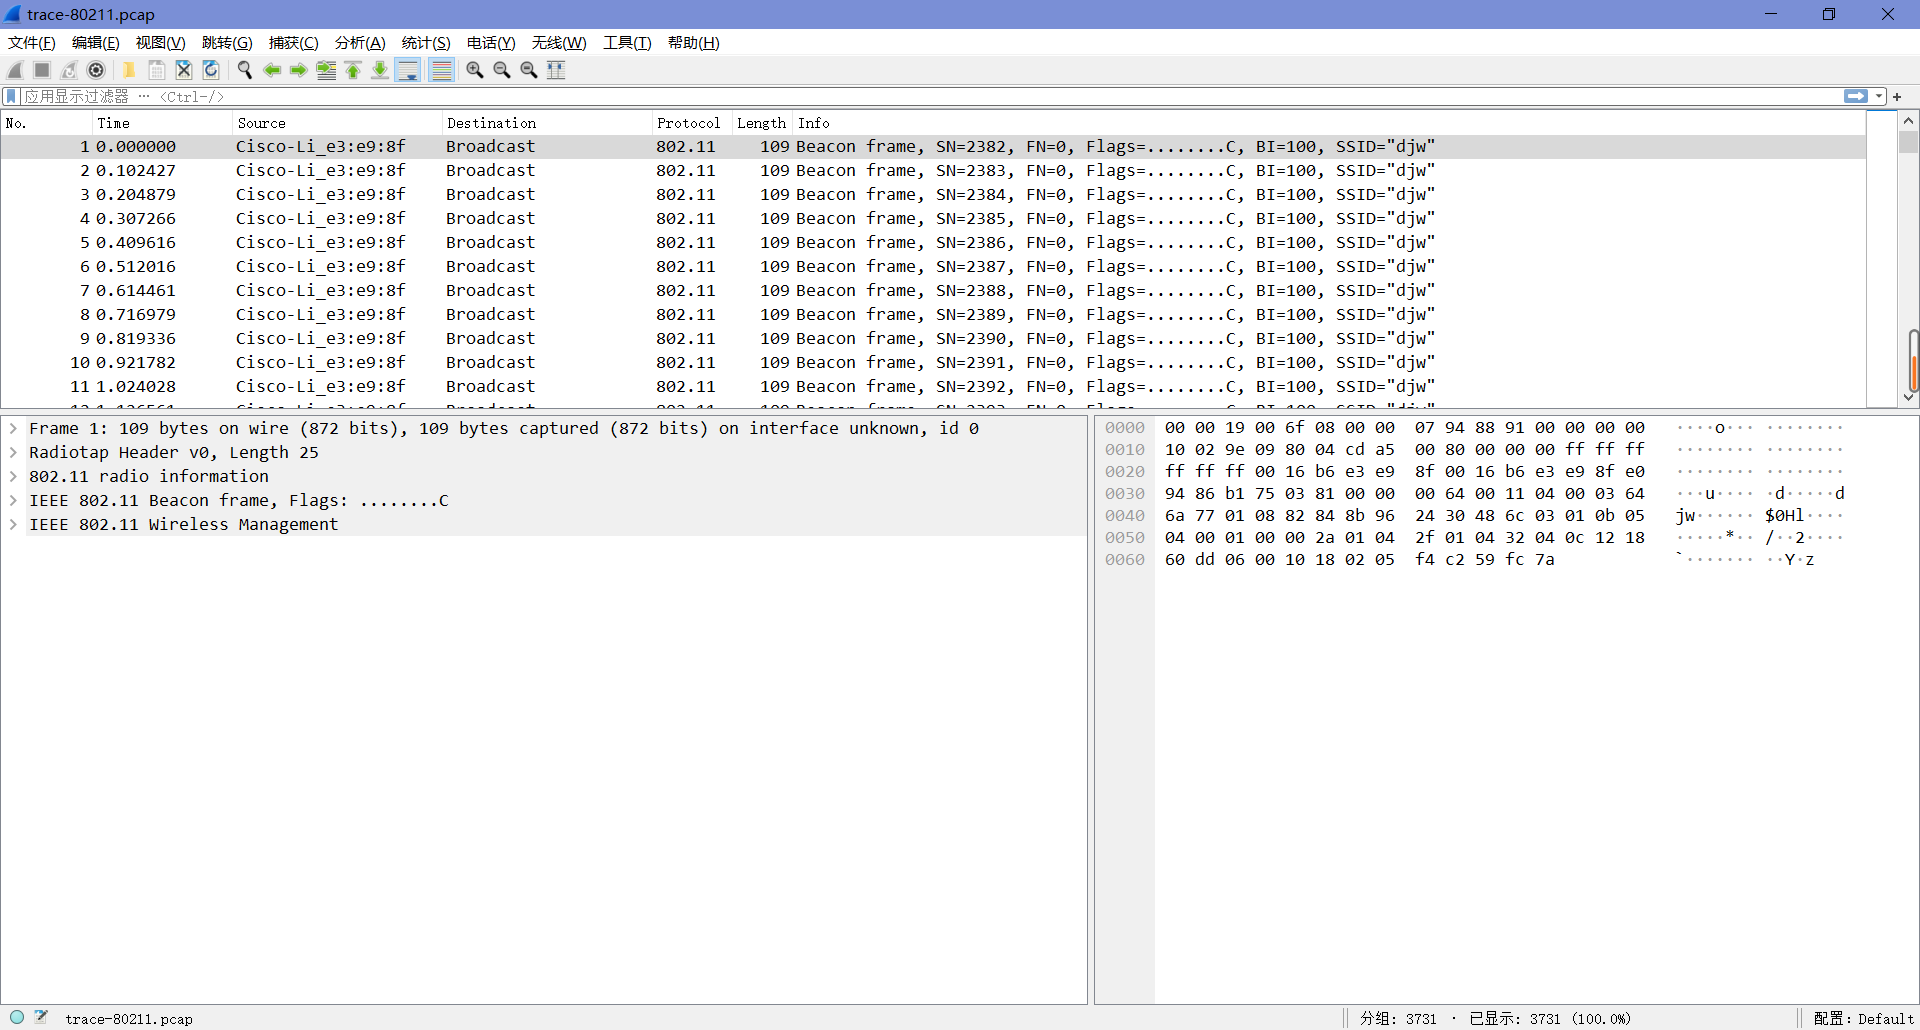 trace-80211.pcap
文件(F) 编辑(E) 视图(V) 跳转(G) 捕获(C) 分析(A) 统计(S) 电话(Y) 无线(W) 工具(T) 帮助(H)
应用显示过滤器 … <Ctrl-/>
No. Time Source Destination Protocol Length Info
1 0.000000 Cisco-Li_e3:e9:8f Broadcast 802.11 109 Beacon frame, SN=2382, FN=0, Flags=........C, BI=100, SSID="djw"
2 0.102427 Cisco-Li_e3:e9:8f Broadcast 802.11 109 Beacon frame, SN=2383, FN=0, Flags=........C, BI=100, SSID="djw"
3 0.204879 Cisco-Li_e3:e9:8f Broadcast 802.11 109 Beacon frame, SN=2384, FN=0, Flags=........C, BI=100, SSID="djw"
4 0.307266 Cisco-Li_e3:e9:8f Broadcast 802.11 109 Beacon frame, SN=2385, FN=0, Flags=........C, BI=100, SSID="djw"
5 0.409616 Cisco-Li_e3:e9:8f Broadcast 802.11 109 Beacon frame, SN=2386, FN=0, Flags=........C, BI=100, SSID="djw"
6 0.512016 Cisco-Li_e3:e9:8f Broadcast 802.11 109 Beacon frame, SN=2387, FN=0, Flags=........C, BI=100, SSID="djw"
7 0.614461 Cisco-Li_e3:e9:8f Broadcast 802.11 109 Beacon frame, SN=2388, FN=0, Flags=........C, BI=100, SSID="djw"
8 0.716979 Cisco-Li_e3:e9:8f Broadcast 802.11 109 Beacon frame, SN=2389, FN=0, Flags=........C, BI=100, SSID="djw"
9 0.819336 Cisco-Li_e3:e9:8f Broadcast 802.11 109 Beacon frame, SN=2390, FN=0, Flags=........C, BI=100, SSID="djw"
10 0.921782 Cisco-Li_e3:e9:8f Broadcast 802.11 109 Beacon frame, SN=2391, FN=0, Flags=........C, BI=100, SSID="djw"
11 1.024028 Cisco-Li_e3:e9:8f Broadcast 802.11 109 Beacon frame, SN=2392, FN=0, Flags=........C, BI=100, SSID="djw"
Frame 1: 109 bytes on wire (872 bits), 109 bytes captured (872 bits) on interface unknown, id 0
Radiotap Header v0, Length 25
802.11 radio information
IEEE 802.11 Beacon frame, Flags: ........C
IEEE 802.11 Wireless Management
0000 00 00 19 00 6f 08 00 00 07 94 88 91 00 00 00 00 ····o··· ········
0010 10 02 9e 09 80 04 cd a5 00 80 00 00 00 ff ff ff ········ ········
0020 ff ff ff 00 16 b6 e3 e9 8f 00 16 b6 e3 e9 8f e0 ········ ········
0030 94 86 b1 75 03 81 00 00 00 64 00 11 04 00 03 64 ···u···· ·d·····d
0040 6a 77 01 08 82 84 8b 96 24 30 48 6c 03 01 0b 05 jw······ $0Hl····
0050 04 00 01 00 00 2a 01 04 2f 01 04 32 04 0c 12 18 ·····*·· /··2····
0060 60 dd 06 00 10 18 02 05 f4 c2 59 fc 7a `······· ··Y·z
trace-80211.pcap 分组: 3731 · 已显示: 3731 (100.0%) 配置: Default